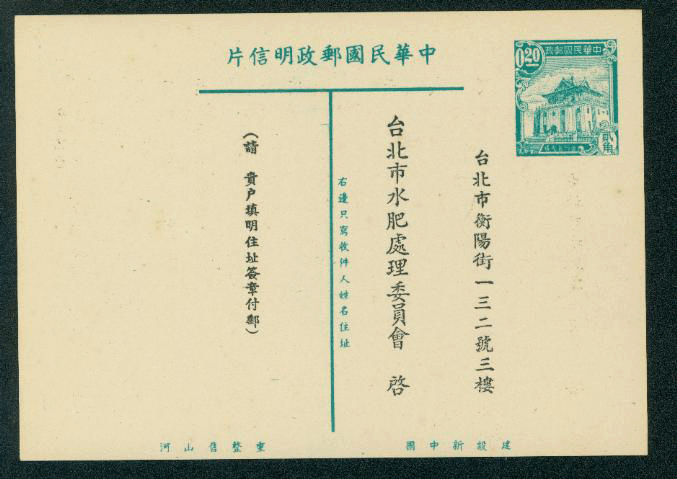 中華民國郵政明信片
中華民國郵政
0.20
貳角
台北市衡陽街一三二號三樓
台北市水肥處理委員會 啓
右邊只寫收件人姓名住址
（請 貴戶填明住址簽章付郵）
建設新中國
重整舊山河